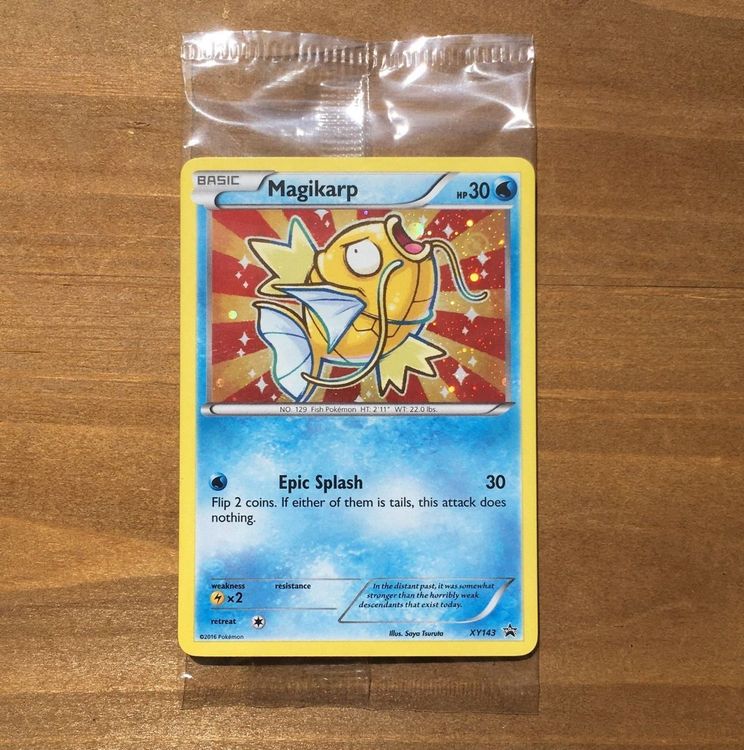 BASIC Magikarp HP 30
NO. 129 Fish Pokémon HT: 2'11" WT: 22.0 lbs.
Epic Splash 30
Flip 2 coins. If either of them is tails, this attack does
nothing.
weakness resistance
×2
retreat
In the distant past, it was somewhat
stronger than the horribly weak
descendants that exist today.
©2016 Pokémon Illus. Saya Tsuruta XY143